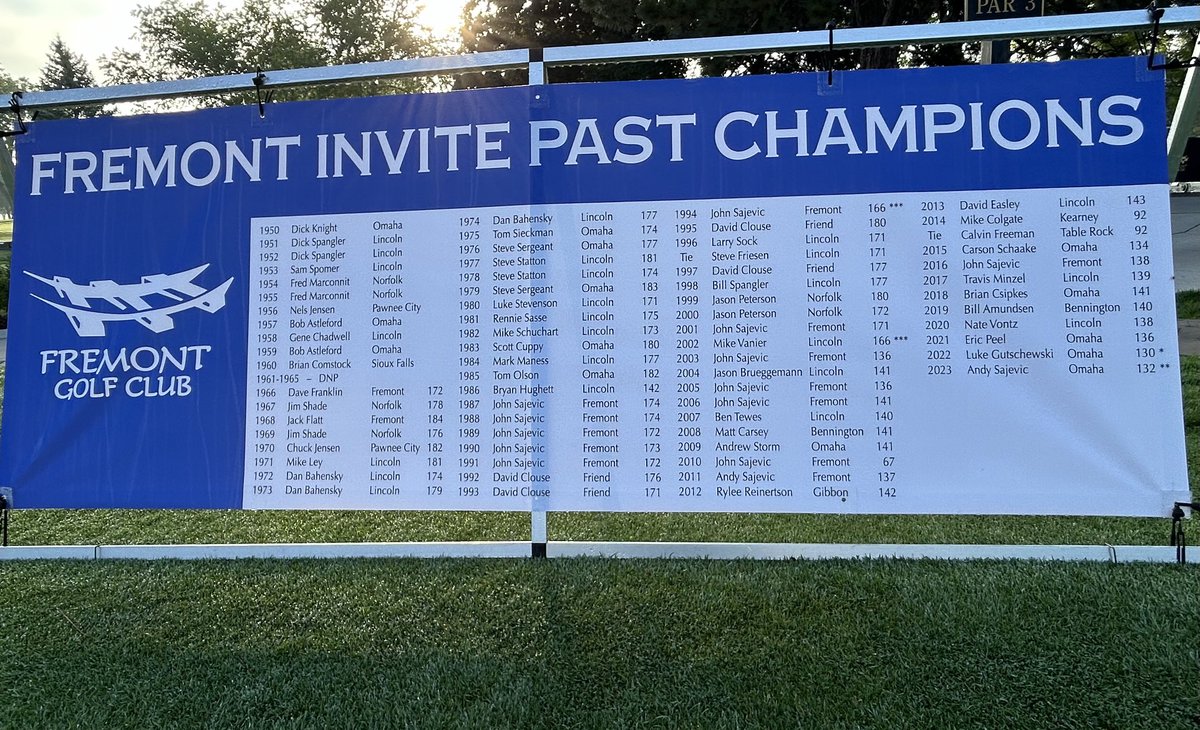 PAR 3
FREMONT INVITE PAST CHAMPIONS
FREMONT
GOLF CLUB
1950 Dick Knight Omaha
1951 Dick Spangler Lincoln
1952 Dick Spangler Lincoln
1953 Sam Spomer Lincoln
1954 Fred Marconnit Norfolk
1955 Fred Marconnit Norfolk
1956 Nels Jensen Pawnee City
1957 Bob Astleford Omaha
1958 Gene Chadwell Lincoln
1959 Bob Astleford Omaha
1960 Brian Comstock Sioux Falls
1961-1965 – DNP
1966 Dave Franklin Fremont 172
1967 Jim Shade Norfolk 178
1968 Jack Flatt Fremont 184
1969 Jim Shade Norfolk 176
1970 Chuck Jensen Pawnee City 182
1971 Mike Ley Lincoln 181
1972 Dan Bahensky Lincoln 174
1973 Dan Bahensky Lincoln 179
1974 Dan Bahensky Lincoln 177
1975 Tom Sieckman Omaha 174
1976 Steve Sergeant Omaha 177
1977 Steve Statton Lincoln 181
1978 Steve Statton Lincoln 174
1979 Steve Sergeant Omaha 183
1980 Luke Stevenson Lincoln 171
1981 Rennie Sasse Lincoln 175
1982 Mike Schuchart Lincoln 173
1983 Scott Cuppy Omaha 180
1984 Mark Maness Lincoln 177
1985 Tom Olson Omaha 182
1986 Bryan Hughett Lincoln 142
1987 John Sajevic Fremont 174
1988 John Sajevic Fremont 174
1989 John Sajevic Fremont 172
1990 John Sajevic Fremont 173
1991 John Sajevic Fremont 172
1992 David Clouse Friend 176
1993 David Clouse Friend 171
1994 John Sajevic Fremont 166 ***
1995 David Clouse Friend 180
1996 Larry Sock Lincoln 171
Tie Steve Friesen Lincoln 171
1997 David Clouse Friend 177
1998 Bill Spangler Lincoln 177
1999 Jason Peterson Norfolk 180
2000 Jason Peterson Norfolk 172
2001 John Sajevic Fremont 171
2002 Mike Vanier Lincoln 166 ***
2003 John Sajevic Fremont 136
2004 Jason Brueggemann Lincoln 141
2005 John Sajevic Fremont 136
2006 John Sajevic Fremont 141
2007 Ben Tewes Lincoln 140
2008 Matt Carsey Bennington 141
2009 Andrew Storm Omaha 141
2010 John Sajevic Fremont 67
2011 Andy Sajevic Fremont 137
2012 Rylee Reinertson Gibbon 142
2013 David Easley Lincoln 143
2014 Mike Colgate Kearney 92
Tie Calvin Freeman Table Rock 92
2015 Carson Schaake Omaha 134
2016 John Sajevic Fremont 138
2017 Travis Minzel Lincoln 139
2018 Brian Csipkes Omaha 141
2019 Bill Amundsen Bennington 140
2020 Nate Vontz Lincoln 138
2021 Eric Peel Omaha 136
2022 Luke Gutschewski Omaha 130 *
2023 Andy Sajevic Omaha 132 **